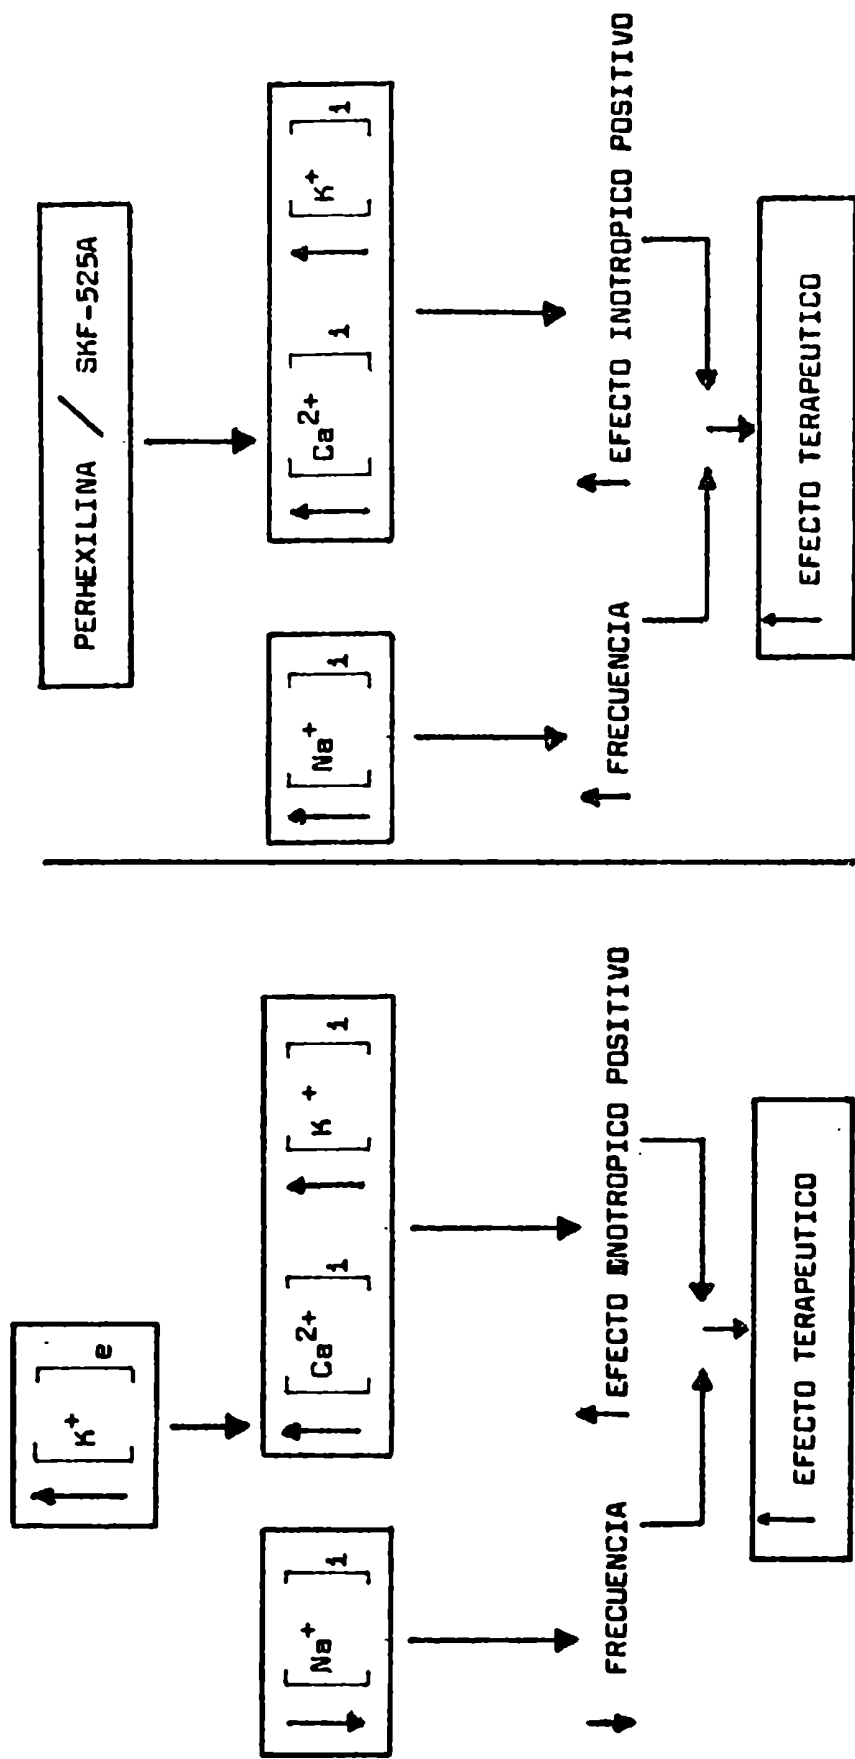 ↑ [K⁺]e
↓ [Na⁺]i
↑ [Ca²⁺]i ↑ [K⁺]i
↓ FRECUENCIA
↑ EFECTO INOTROPICO POSITIVO
↑ EFECTO TERAPEUTICO
PERHEXILINA / SKF-525A
↑ [Na⁺]i
↑ [Ca²⁺]i ↑ [K⁺]i
↑ FRECUENCIA
↑ EFECTO INOTROPICO POSITIVO
↑ EFECTO TERAPEUTICO